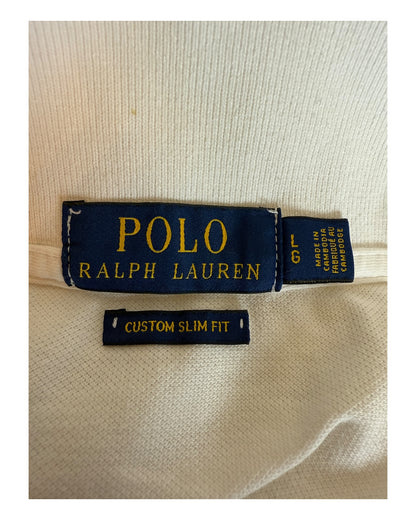 POLO
RALPH LAUREN
L
G
MADE IN
CAMBODIA
FABRIQUÉ AU
CAMBODGE
CUSTOM SLIM FIT